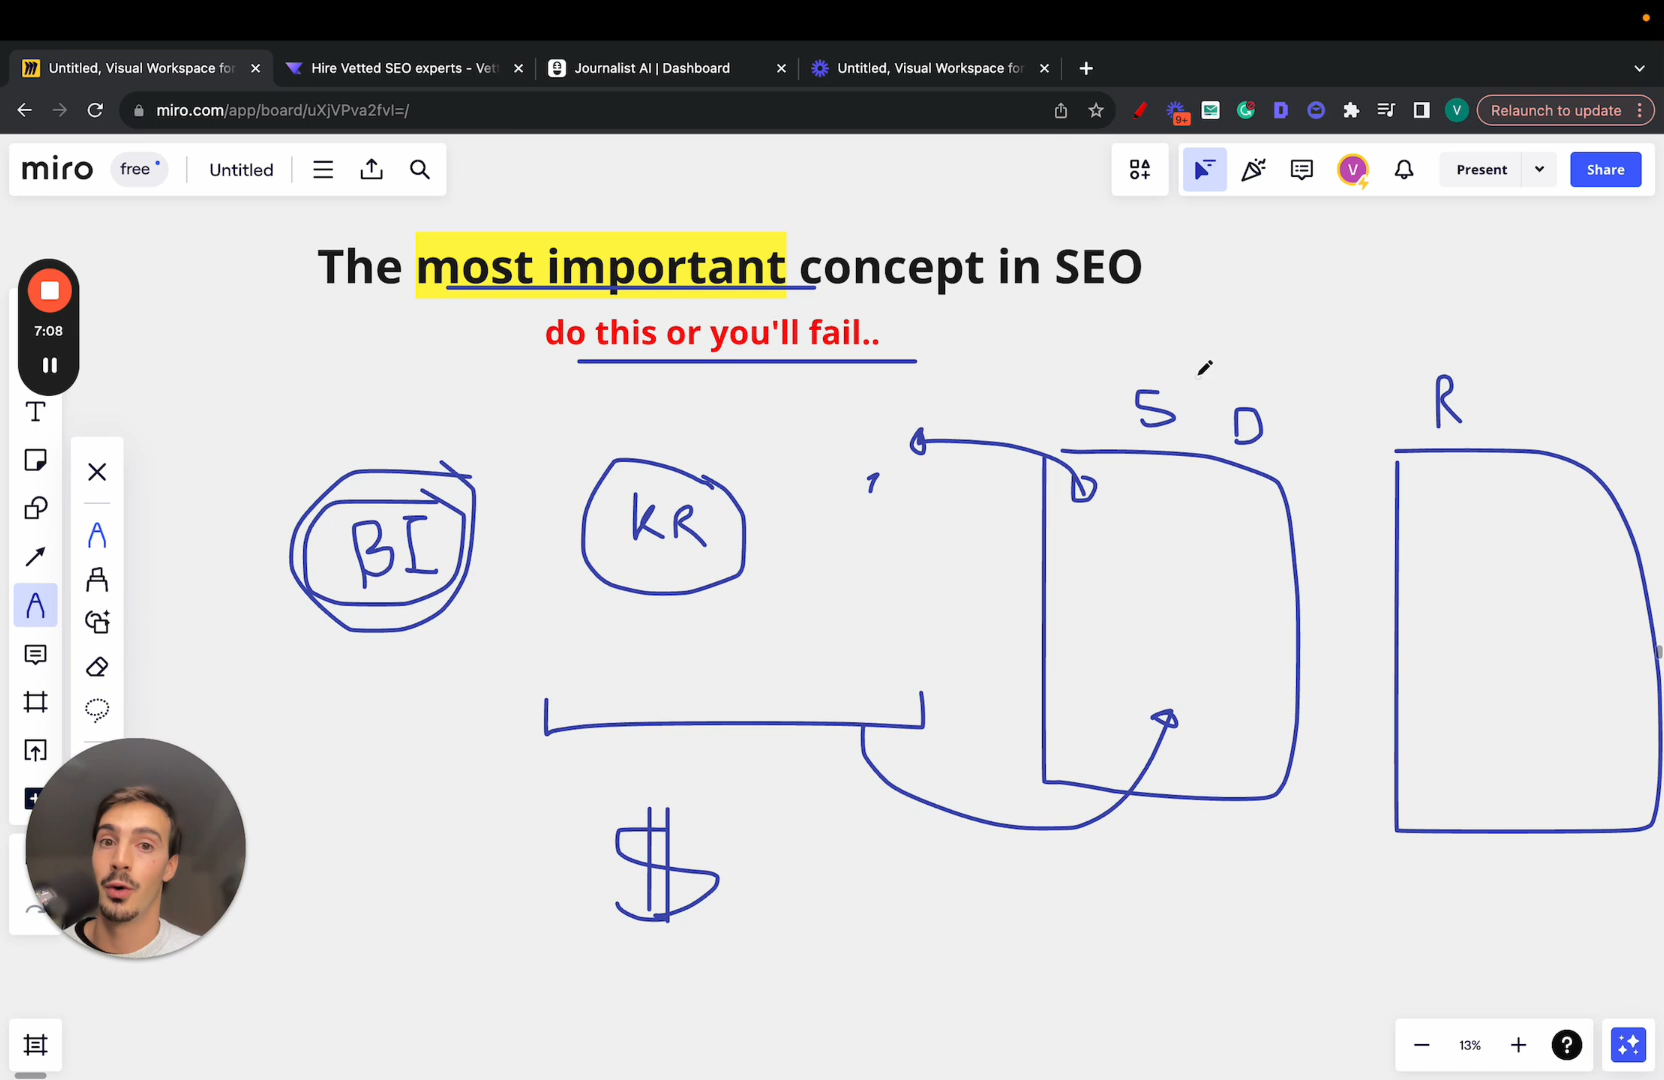 Untitled, Visual Workspace for
Hire Vetted SEO experts - Vet
Journalist AI | Dashboard
Untitled, Visual Workspace for
miro.com/app/board/uXjVPva2fvI=/
9+
V
Relaunch to update
miro
free
Untitled
V
Present
Share
The most important concept in SEO
do this or you'll fail..
7:08
5 D
R
BI
KR
$
13%
?